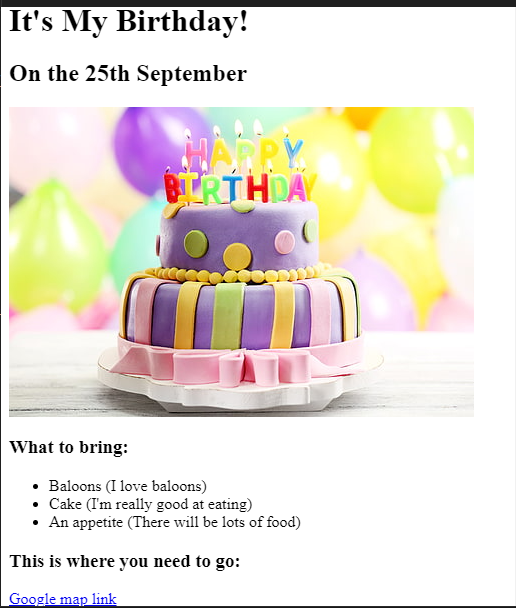 It's My Birthday!
On the 25th September
HAPPY
BIRTHDAY
What to bring:
Baloons (I love baloons)
Cake (I'm really good at eating)
An appetite (There will be lots of food)
This is where you need to go:
Google map link